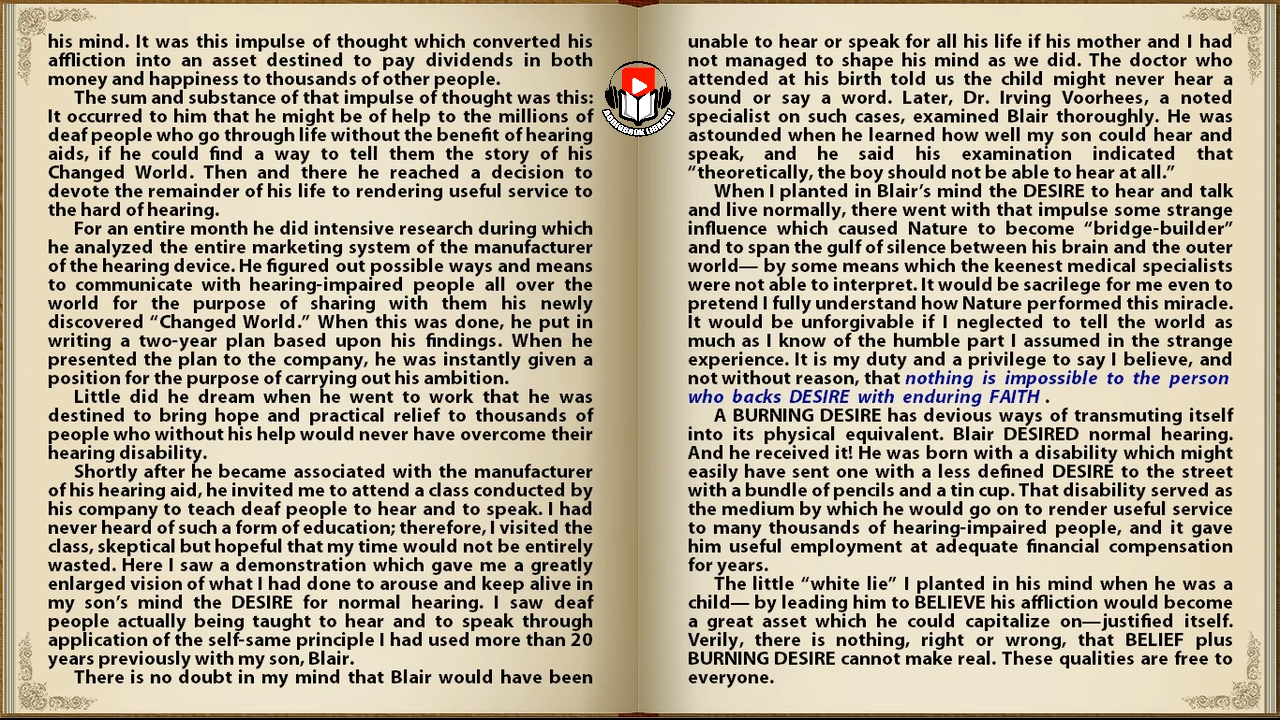 his mind. It was this impulse of thought which converted his
affliction into an asset destined to pay dividends in both
money and happiness to thousands of other people.
The sum and substance of that impulse of thought was this:
It occurred to him that he might be of help to the millions of
deaf people who go through life without the benefit of hearing
aids, if he could find a way to tell them the story of his
Changed World. Then and there he reached a decision to
devote the remainder of his life to rendering useful service to
the hard of hearing.
For an entire month he did intensive research during which
he analyzed the entire marketing system of the manufacturer
of the hearing device. He figured out possible ways and means
to communicate with hearing-impaired people all over the
world for the purpose of sharing with them his newly
discovered “Changed World.” When this was done, he put in
writing a two-year plan based upon his findings. When he
presented the plan to the company, he was instantly given a
position for the purpose of carrying out his ambition.
Little did he dream when he went to work that he was
destined to bring hope and practical relief to thousands of
people who without his help would never have overcome their
hearing disability.
Shortly after he became associated with the manufacturer
of his hearing aid, he invited me to attend a class conducted by
his company to teach deaf people to hear and to speak. I had
never heard of such a form of education; therefore, I visited the
class, skeptical but hopeful that my time would not be entirely
wasted. Here I saw a demonstration which gave me a greatly
enlarged vision of what I had done to arouse and keep alive in
my son’s mind the DESIRE for normal hearing. I saw deaf
people actually being taught to hear and to speak through
application of the self-same principle I had used more than 20
years previously with my son, Blair.
There is no doubt in my mind that Blair would have been
AUDIOBOOK LIBRARY
unable to hear or speak for all his life if his mother and I had
not managed to shape his mind as we did. The doctor who
attended at his birth told us the child might never hear a
sound or say a word. Later, Dr. Irving Voorhees, a noted
specialist on such cases, examined Blair thoroughly. He was
astounded when he learned how well my son could hear and
speak, and he said his examination indicated that
“theoretically, the boy should not be able to hear at all.”
When I planted in Blair’s mind the DESIRE to hear and talk
and live normally, there went with that impulse some strange
influence which caused Nature to become “bridge-builder”
and to span the gulf of silence between his brain and the outer
world— by some means which the keenest medical specialists
were not able to interpret. It would be sacrilege for me even to
pretend I fully understand how Nature performed this miracle.
It would be unforgivable if I neglected to tell the world as
much as I know of the humble part I assumed in the strange
experience. It is my duty and a privilege to say I believe, and
not without reason, that nothing is impossible to the person
who backs DESIRE with enduring FAITH .
A BURNING DESIRE has devious ways of transmuting itself
into its physical equivalent. Blair DESIRED normal hearing.
And he received it! He was born with a disability which might
easily have sent one with a less defined DESIRE to the street
with a bundle of pencils and a tin cup. That disability served as
the medium by which he would go on to render useful service
to many thousands of hearing-impaired people, and it gave
him useful employment at adequate financial compensation
for years.
The little “white lie” I planted in his mind when he was a
child— by leading him to BELIEVE his affliction would become
a great asset which he could capitalize on—justified itself.
Verily, there is nothing, right or wrong, that BELIEF plus
BURNING DESIRE cannot make real. These qualities are free to
everyone.